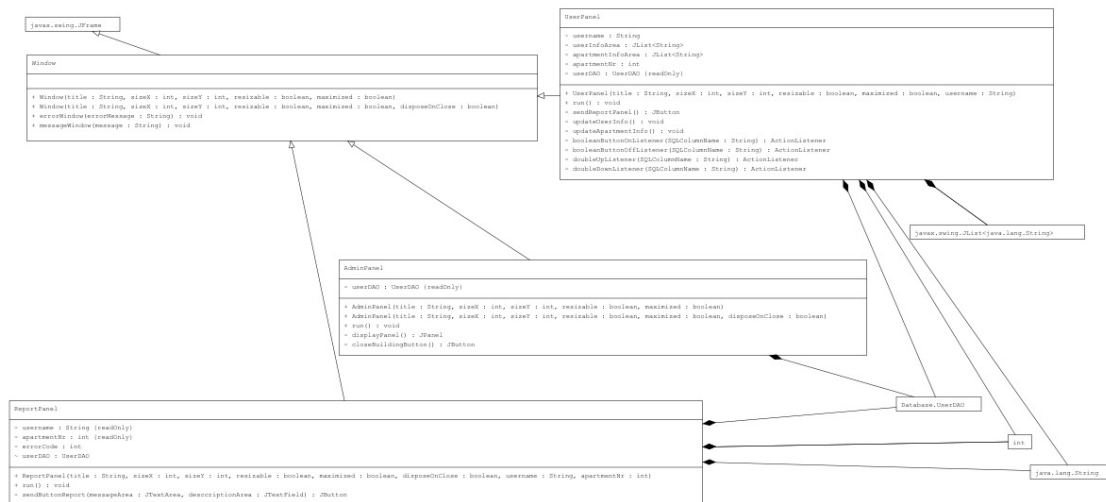 javax.swing.JFrame
Window
+ Window(title : String, sizeX : int, sizeY : int, resizable : boolean, maximized : boolean)
+ Window(title : String, sizeX : int, sizeY : int, resizable : boolean, maximized : boolean, disposeOnClose : boolean)
+ errorWindow(errorMessage : String) : void
+ messageWindow(message : String) : void
UserPanel
- username : String
- userInfoArea : JList<String>
- apartmentInfoArea : JList<String>
- apartmentNr : int
- userDAO : UserDAO {readOnly}
+ UserPanel(title : String, sizeX : int, sizeY : int, resizable : boolean, maximized : boolean, username : String)
+ run() : void
- sendReportPanel() : JButton
- updateUserInfo() : void
- updateApartmentInfo() : void
- booleanButtonOnListener(SQLColumnName : String) : ActionListener
- booleanButtonOffListener(SQLColumnName : String) : ActionListener
- doubleUpListener(SQLColumnName : String) : ActionListener
- doubleDownListener(SQLColumnName : String) : ActionListener
javax.swing.JList<java.lang.String>
AdminPanel
- userDAO : UserDAO {readOnly}
+ AdminPanel(title : String, sizeX : int, sizeY : int, resizable : boolean, maximized : boolean)
+ AdminPanel(title : String, sizeX : int, sizeY : int, resizable : boolean, maximized : boolean, disposeOnClose : boolean)
+ run() : void
- displayPanel() : JPanel
- closeBuildingButton() : JButton
Database.UserDAO
int
java.lang.String
ReportPanel
- username : String {readOnly}
- apartmentNr : int {readOnly}
- errorCode : int
- userDAO : UserDAO
+ ReportPanel(title : String, sizeX : int, sizeY : int, resizable : boolean, maximized : boolean, disposeOnClose : boolean, username : String, apartmentNr : int)
+ run() : void
- sendButtonReport(messageArea : JTextArea, descriptionArea : JTextField) : JButton